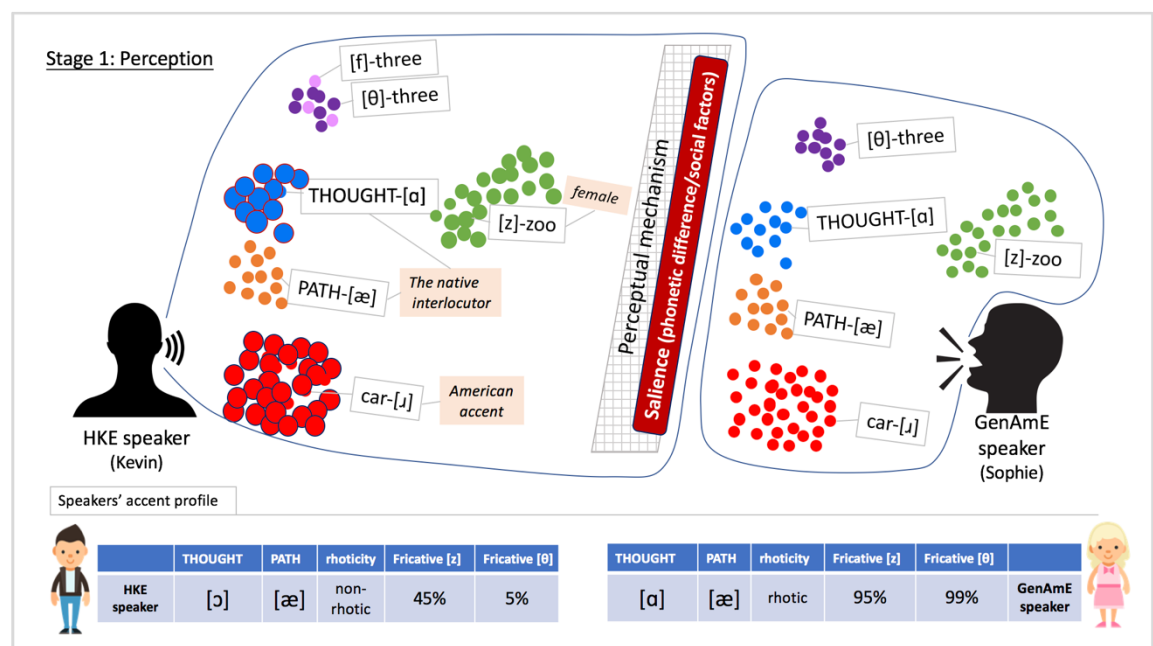 Stage 1: Perception
[f]-three
[θ]-three
THOUGHT-[ɑ]
female
[z]-zoo
The native
interlocutor
PATH-[æ]
car-[ɹ]
American
accent
HKE speaker
(Kevin)
Perceptual mechanism
Salience (phonetic difference/social factors)
[θ]-three
THOUGHT-[ɑ]
[z]-zoo
PATH-[æ]
car-[ɹ]
GenAmE
speaker
(Sophie)
Speakers' accent profile
THOUGHT PATH rhoticity Fricative [z] Fricative [θ]
HKE speaker [ɔ] [æ] non-rhotic 45% 5%
THOUGHT PATH rhoticity Fricative [z] Fricative [θ]
[ɑ] [æ] rhotic 95% 99% GenAmE speaker